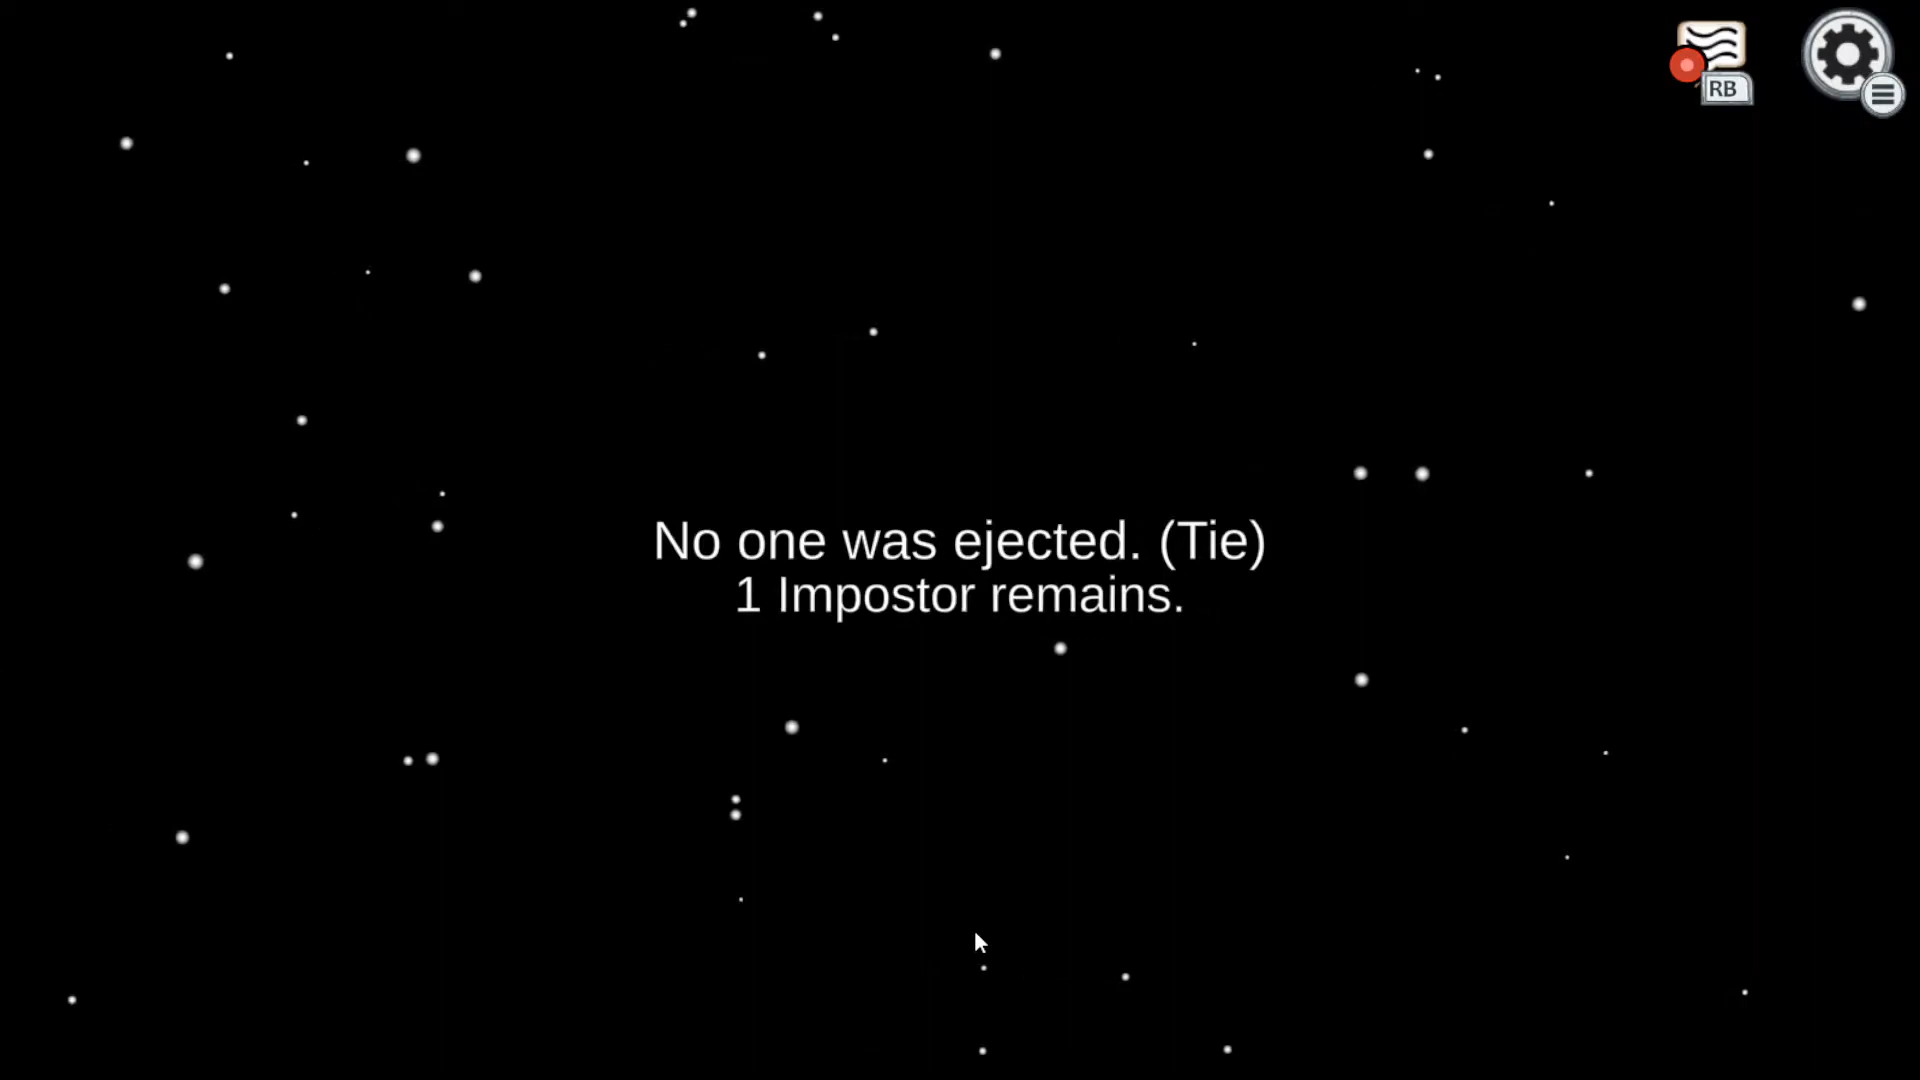 RB
No one was ejected. (Tie)
1 Impostor remains.